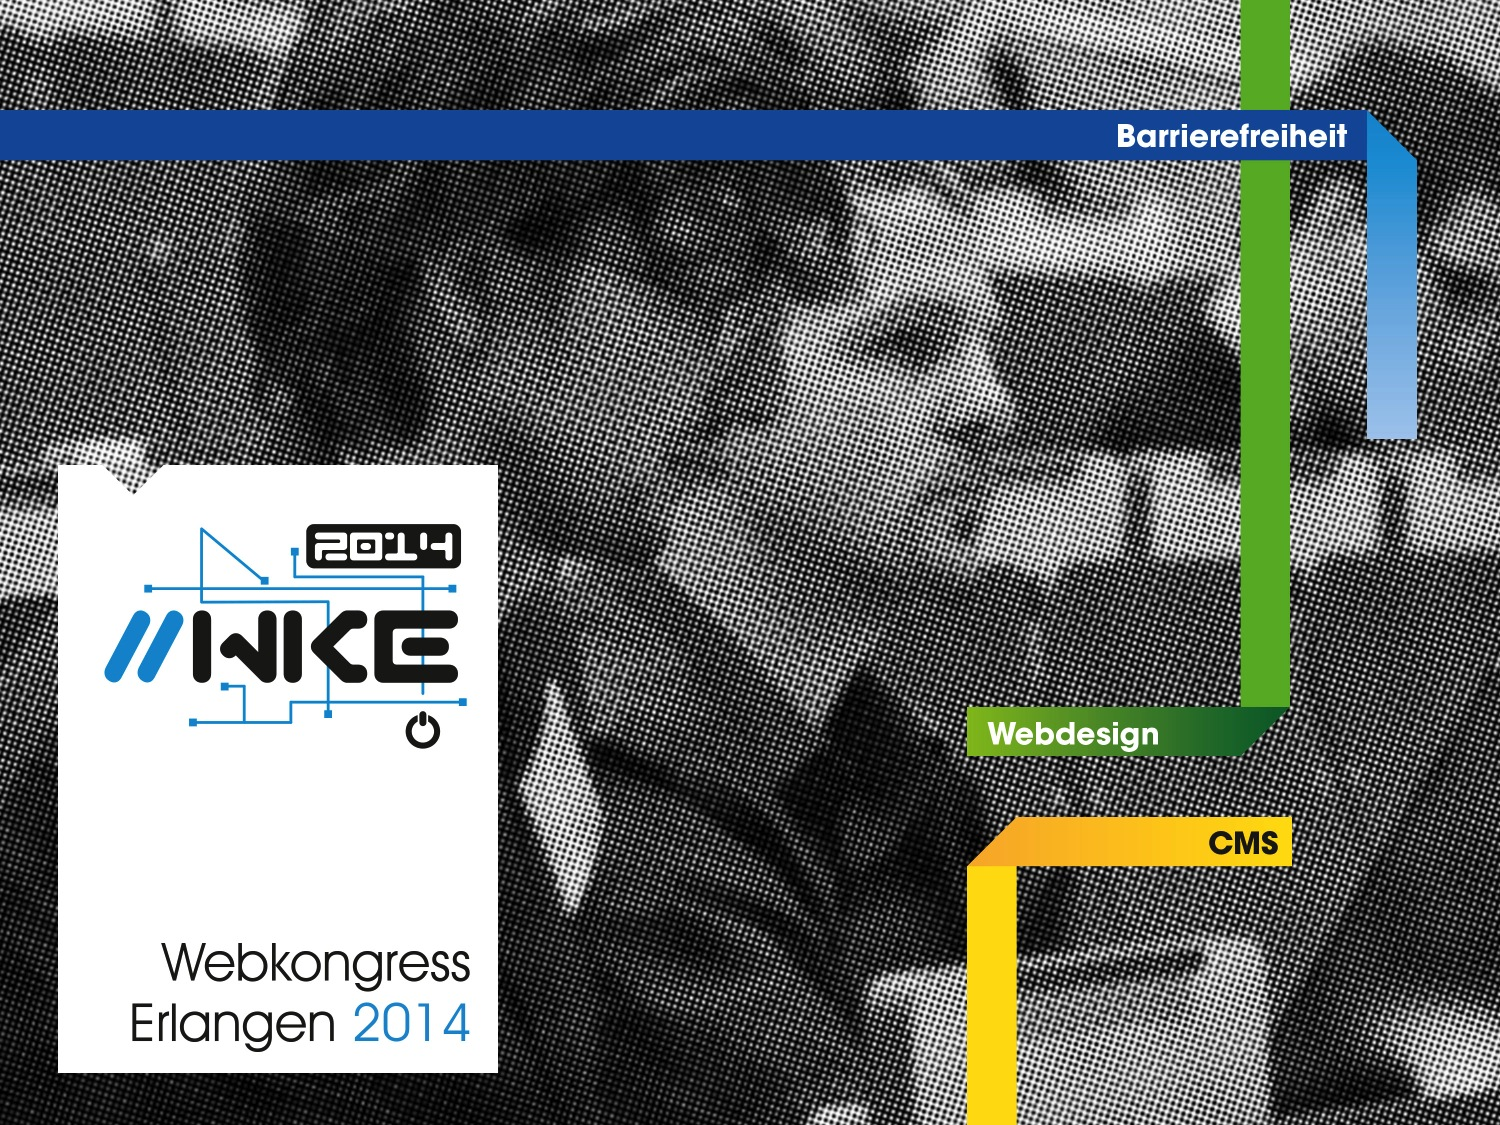 Barrierefreiheit
2014
//WKE
Webdesign
CMS
Webkongress
Erlangen 2014